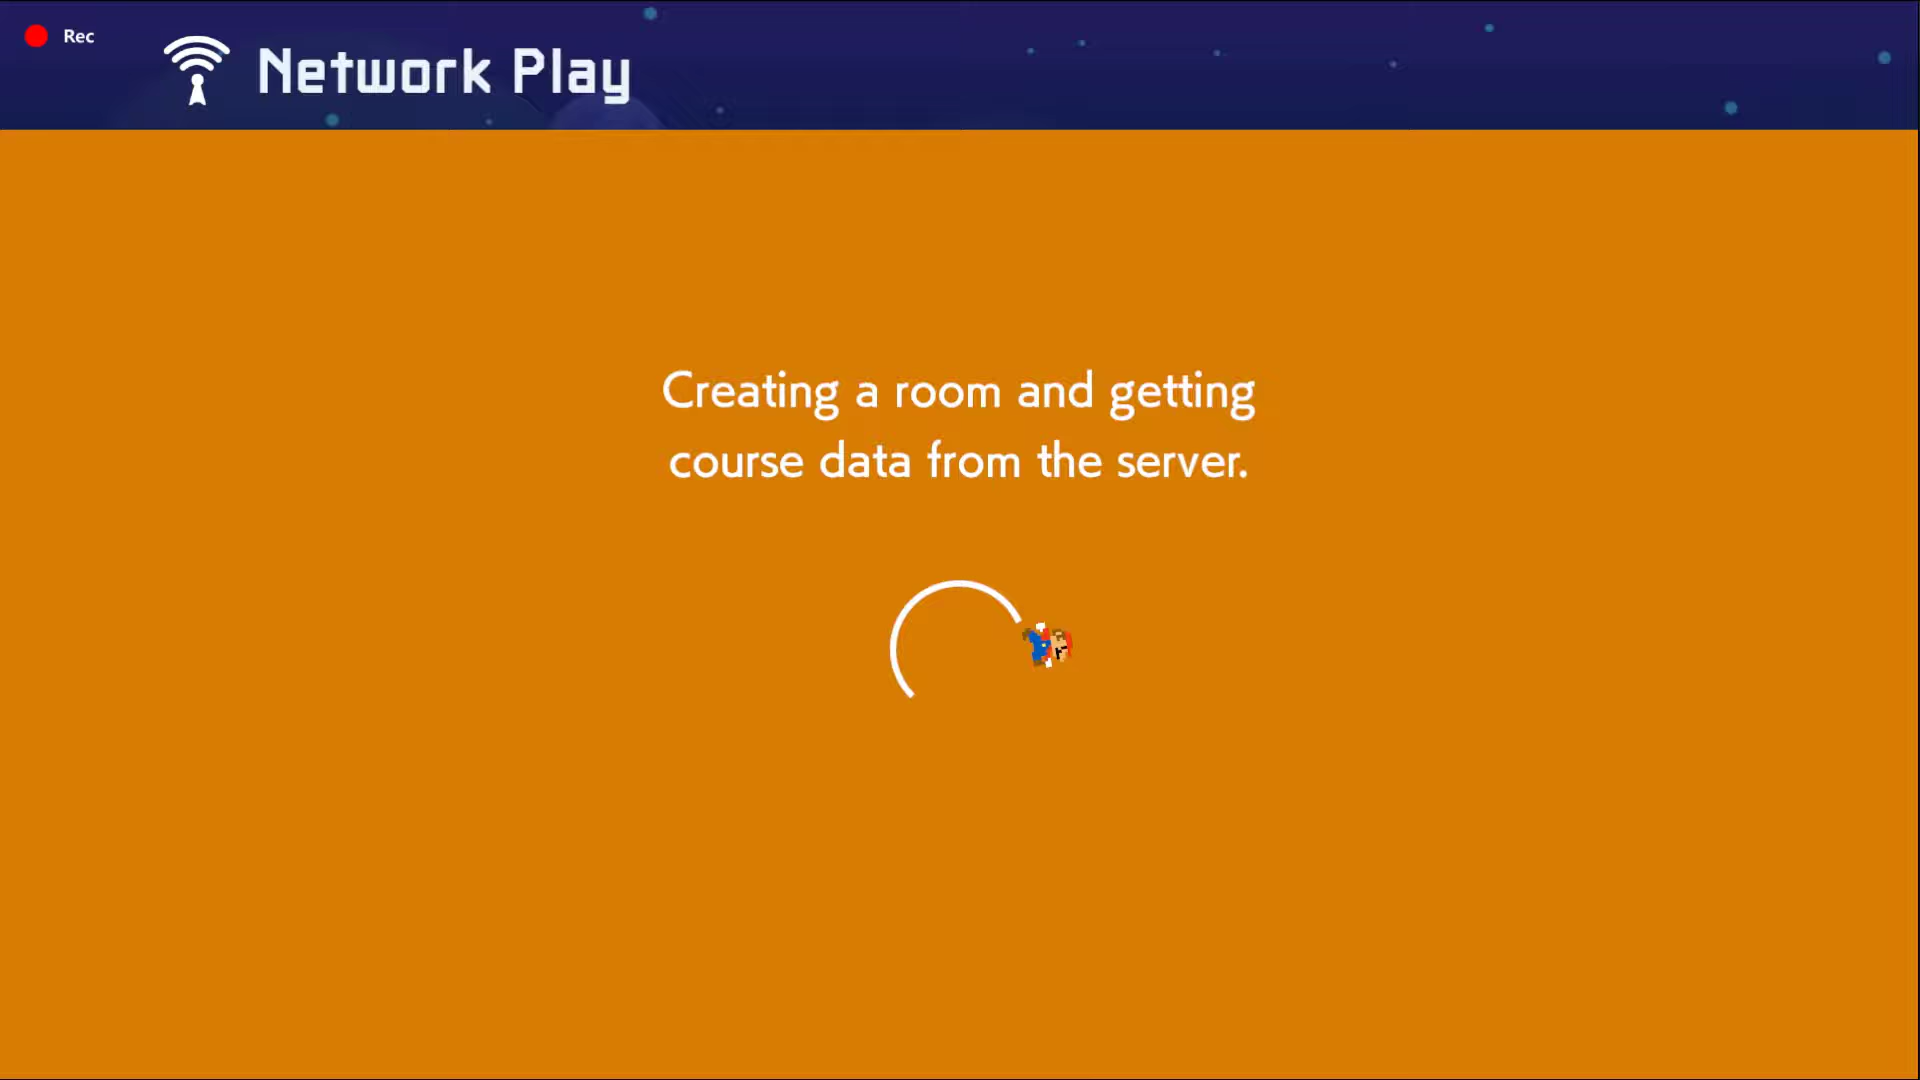 Rec
Network Play
Creating a room and getting
course data from the server.